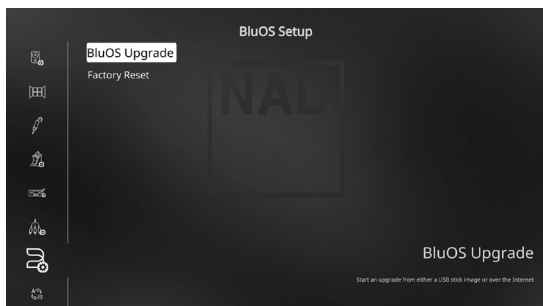 BluOS Setup
BluOS Upgrade
Factory Reset
NAD
BluOS Upgrade
Start an upgrade from either a USB stick image or over the Internet